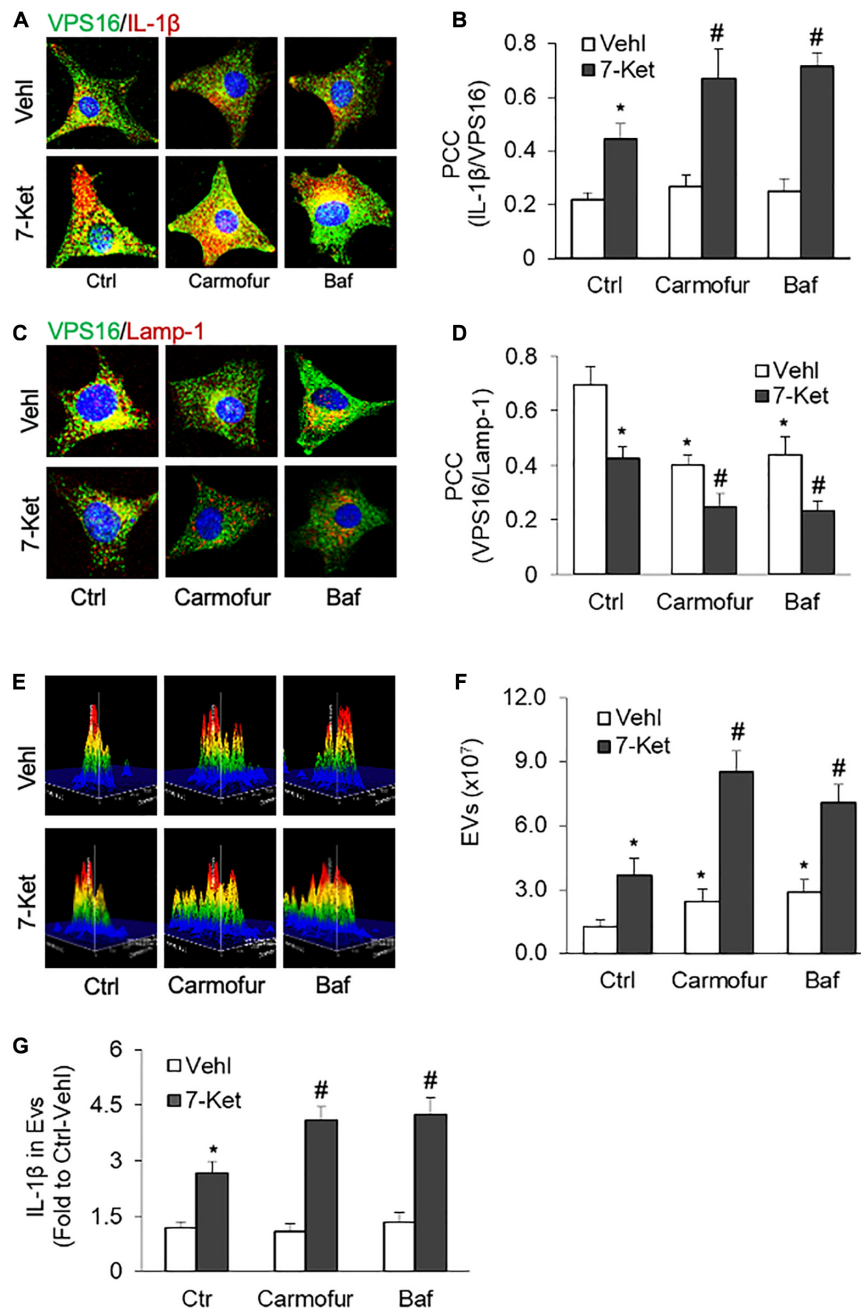 A
VPS16/IL-1β
Vehl
7-Ket
Ctrl
Carmofur
Baf
B
PCC
(IL-1β/VPS16)
0.8
0.6
0.4
0.2
0
Vehl
7-Ket
*
#
#
Ctrl
Carmofur
Baf
C
VPS16/Lamp-1
Vehl
7-Ket
Ctrl
Carmofur
Baf
D
PCC
(VPS16/Lamp-1)
0.8
0.6
0.4
0.2
0
Vehl
7-Ket
*
*
#
*
#
Ctrl
Carmofur
Baf
E
Vehl
7-Ket
Ctrl
Carmofur
Baf
F
EVs (x10⁷)
12.0
9.0
6.0
3.0
0.0
Vehl
7-Ket
*
*
#
*
#
Ctrl
Carmofur
Baf
G
IL-1β in Evs
(Fold to Ctrl-Vehl)
6
4.5
3
1.5
0
Vehl
7-Ket
*
#
#
Ctr
Carmofur
Baf